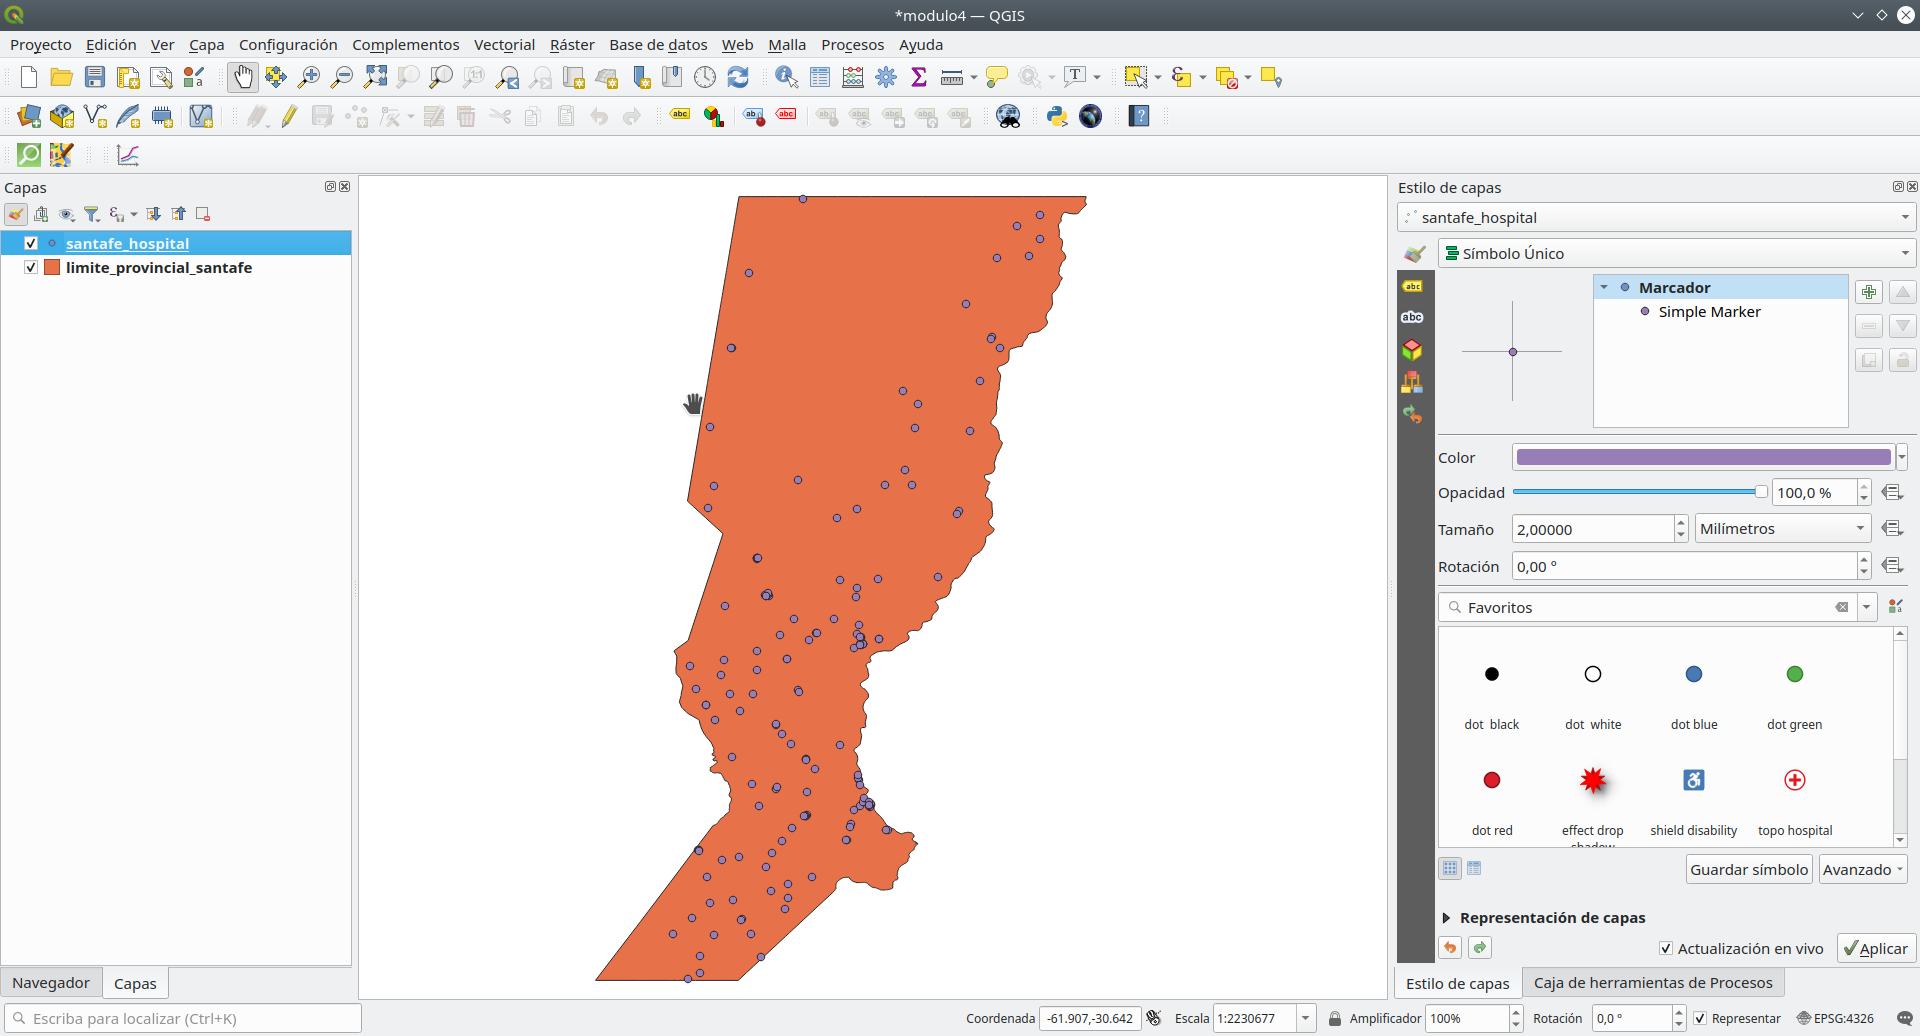 *modulo4 — QGIS
Proyecto Edición Ver Capa Configuración Complementos Vectorial Ráster Base de datos Web Malla Procesos Ayuda
Capas
santafe_hospital
limite_provincial_santafe
Navegador
Capas
Estilo de capas
santafe_hospital
Símbolo Único
Marcador
Simple Marker
Color
Opacidad 100,0 %
Tamaño 2,00000 Milímetros
Rotación 0,00 °
Favoritos
dot black
dot white
dot blue
dot green
dot red
effect drop shadow
shield disability
topo hospital
Guardar símbolo
Avanzado
Representación de capas
Actualización en vivo
Aplicar
Estilo de capas
Caja de herramientas de Procesos
Escriba para localizar (Ctrl+K)
Coordenada -61.907,-30.642 Escala 1:2230677 Amplificador 100% Rotación 0,0 ° Representar EPSG:4326